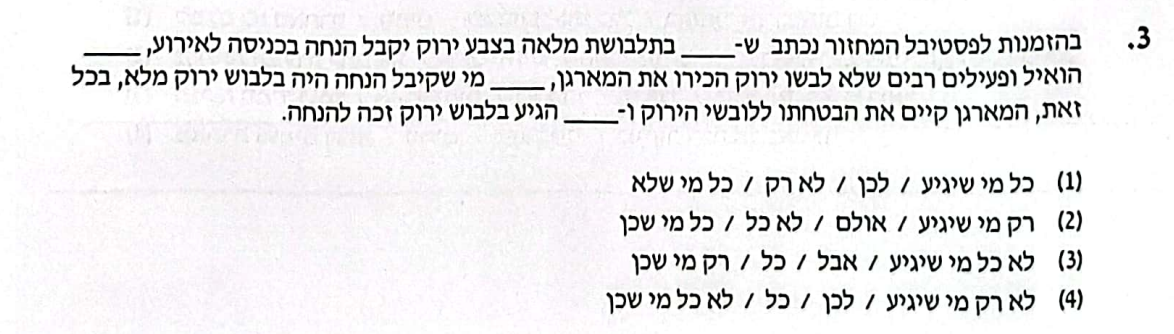 3. בהזמנות לפסטיבל המחזור נכתב ש-_____ בתלבושת מלאה בצבע ירוק יקבל הנחה בכניסה לאירוע, _____
הואיל ופעילים רבים שלא לבשו ירוק הכירו את המארגן, _____ מי שקיבל הנחה היה בלבוש ירוק מלא, בכל
זאת, המארגן קיים את הבטחתו ללובשי הירוק ו-_____ הגיע בלבוש ירוק זכה להנחה.
(1) כל מי שיגיע / לכן / לא רק / כל מי שלא
(2) רק מי שיגיע / אולם / לא כל / כל מי שכן
(3) לא כל מי שיגיע / אבל / כל / רק מי שכן
(4) לא רק מי שיגיע / לכן / כל / לא כל מי שכן